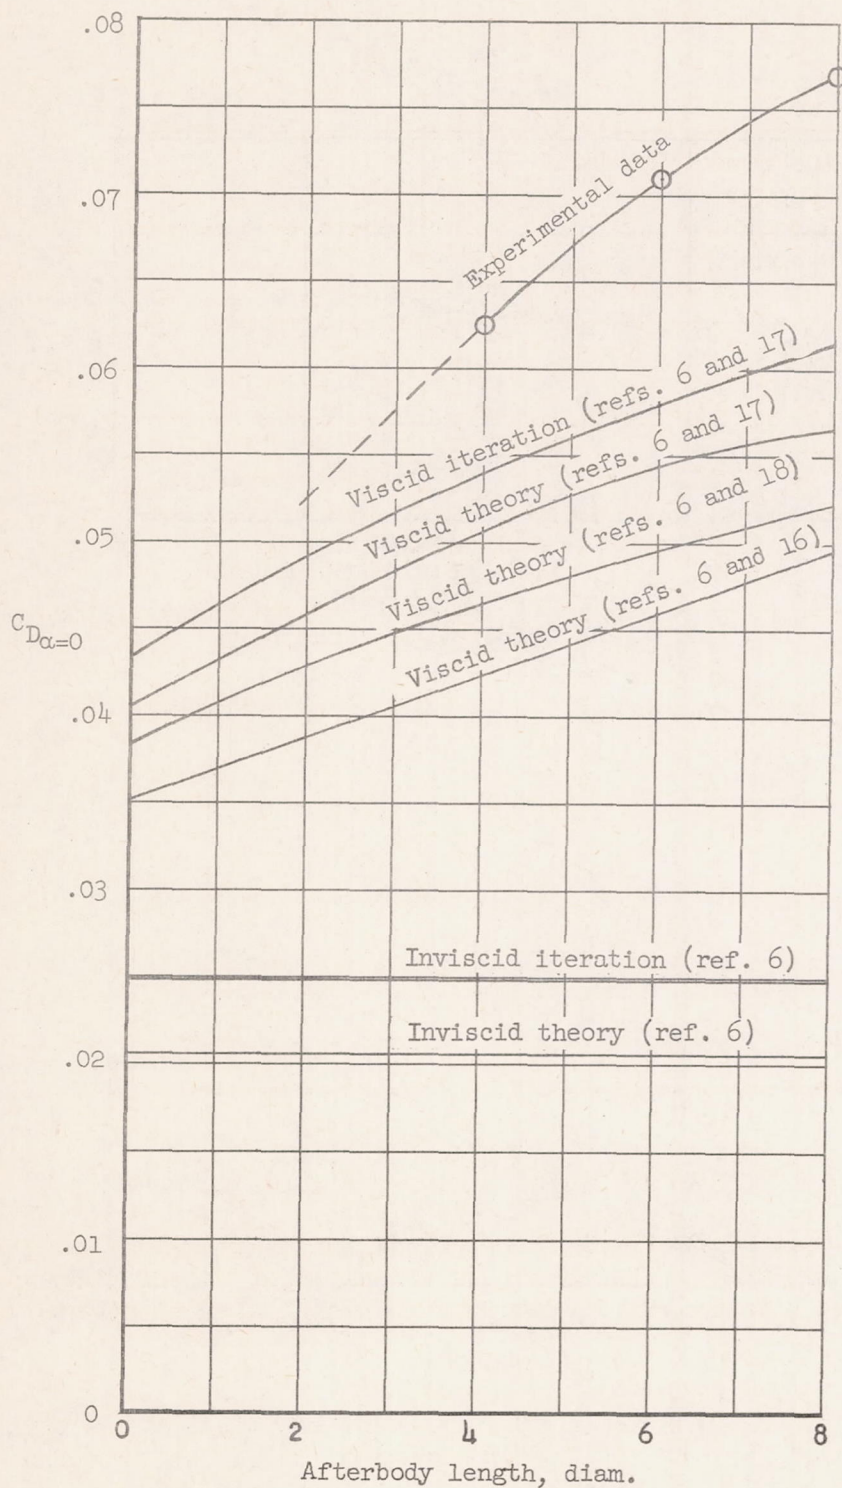 .08
.07
.06
.05
.04
.03
.02
.01
0
C_{D_{α=0}}
Experimental data
Viscid iteration (refs. 6 and 17)
Viscid theory (refs. 6 and 17)
Viscid theory (refs. 6 and 18)
Viscid theory (refs. 6 and 16)
Inviscid iteration (ref. 6)
Inviscid theory (ref. 6)
0 2 4 6 8
Afterbody length, diam.